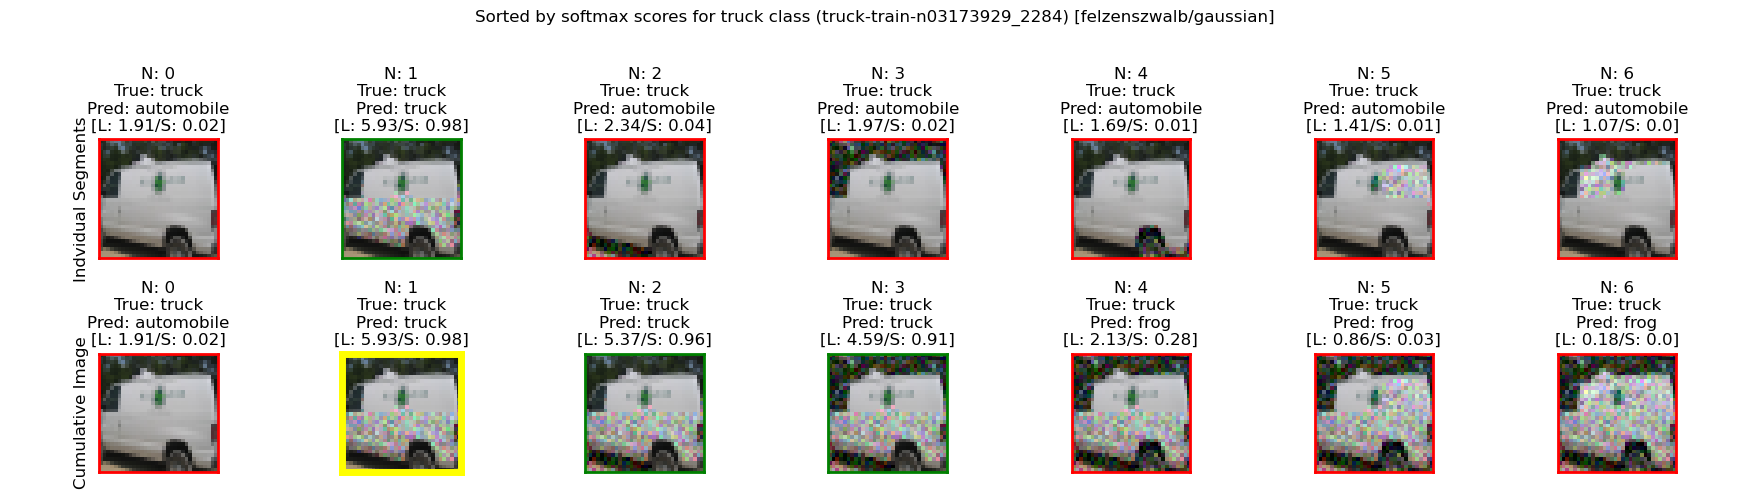 Sorted by softmax scores for truck class (truck-train-n03173929_2284) [felzenszwalb/gaussian]
Indvidual Segments
N: 0
True: truck
Pred: automobile
[L: 1.91/S: 0.02]
N: 1
True: truck
Pred: truck
[L: 5.93/S: 0.98]
N: 2
True: truck
Pred: automobile
[L: 2.34/S: 0.04]
N: 3
True: truck
Pred: automobile
[L: 1.97/S: 0.02]
N: 4
True: truck
Pred: automobile
[L: 1.69/S: 0.01]
N: 5
True: truck
Pred: automobile
[L: 1.41/S: 0.01]
N: 6
True: truck
Pred: automobile
[L: 1.07/S: 0.0]
Cumulative Image
N: 0
True: truck
Pred: automobile
[L: 1.91/S: 0.02]
N: 1
True: truck
Pred: truck
[L: 5.93/S: 0.98]
N: 2
True: truck
Pred: truck
[L: 5.37/S: 0.96]
N: 3
True: truck
Pred: truck
[L: 4.59/S: 0.91]
N: 4
True: truck
Pred: frog
[L: 2.13/S: 0.28]
N: 5
True: truck
Pred: frog
[L: 0.86/S: 0.03]
N: 6
True: truck
Pred: frog
[L: 0.18/S: 0.0]